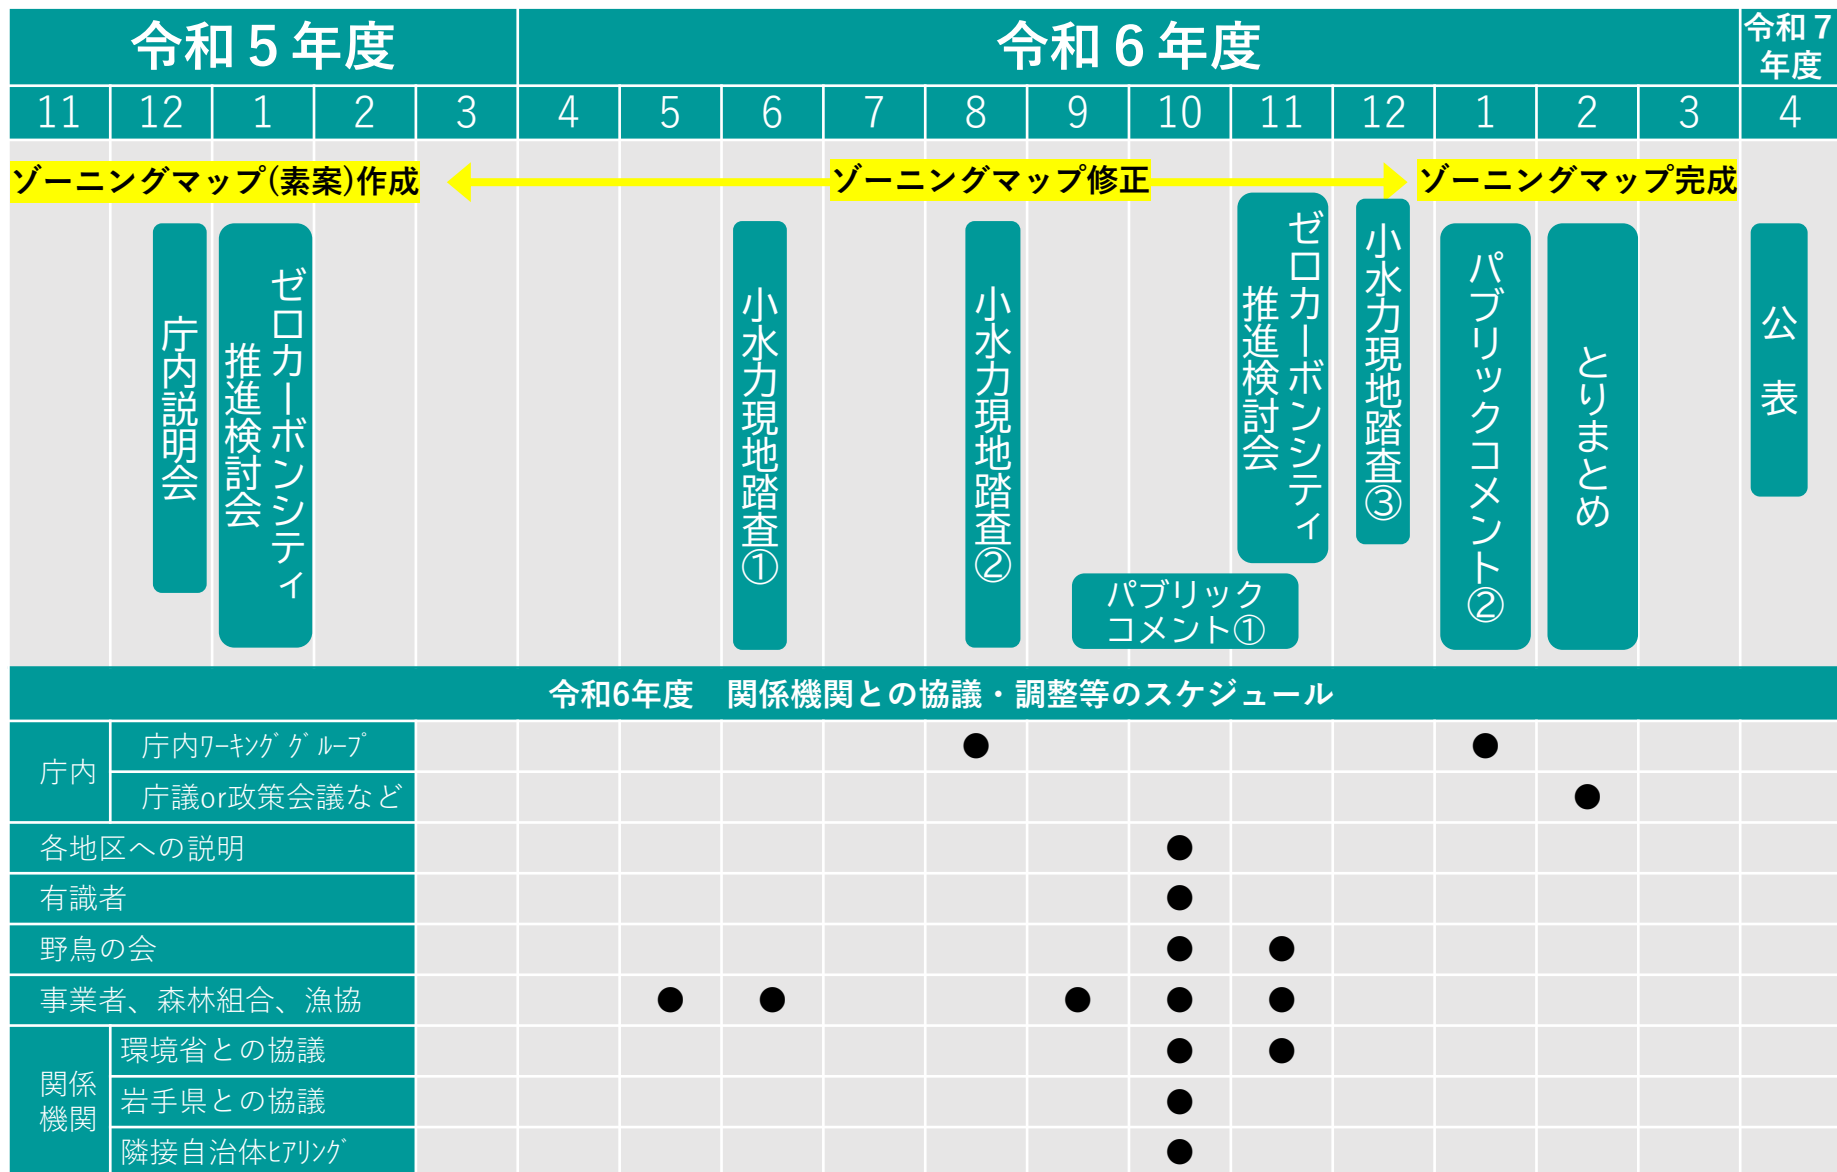 令和５年度
令和６年度
令和７
年度
11 12 1 2 3 4 5 6 7 8 9 10 11 12 1 2 3 4
ゾーニングマップ(素案)作成
ゾーニングマップ修正
ゾーニングマップ完成
庁内説明会
ゼロカーボンシティ
推進検討会
小水力現地踏査①
小水力現地踏査②
ゼロカーボンシティ
推進検討会
小水力現地踏査③
パブリックコメント②
とりまとめ
公表
パブリック
コメント①
令和6年度　関係機関との協議・調整等のスケジュール
庁内
庁内ﾜｰｷﾝｸﾞｸﾞﾙｰﾌﾟ
庁議or政策会議など
各地区への説明
有識者
野鳥の会
事業者、森林組合、漁協
関係
機関
環境省との協議
岩手県との協議
隣接自治体ﾋｱﾘﾝｸﾞ